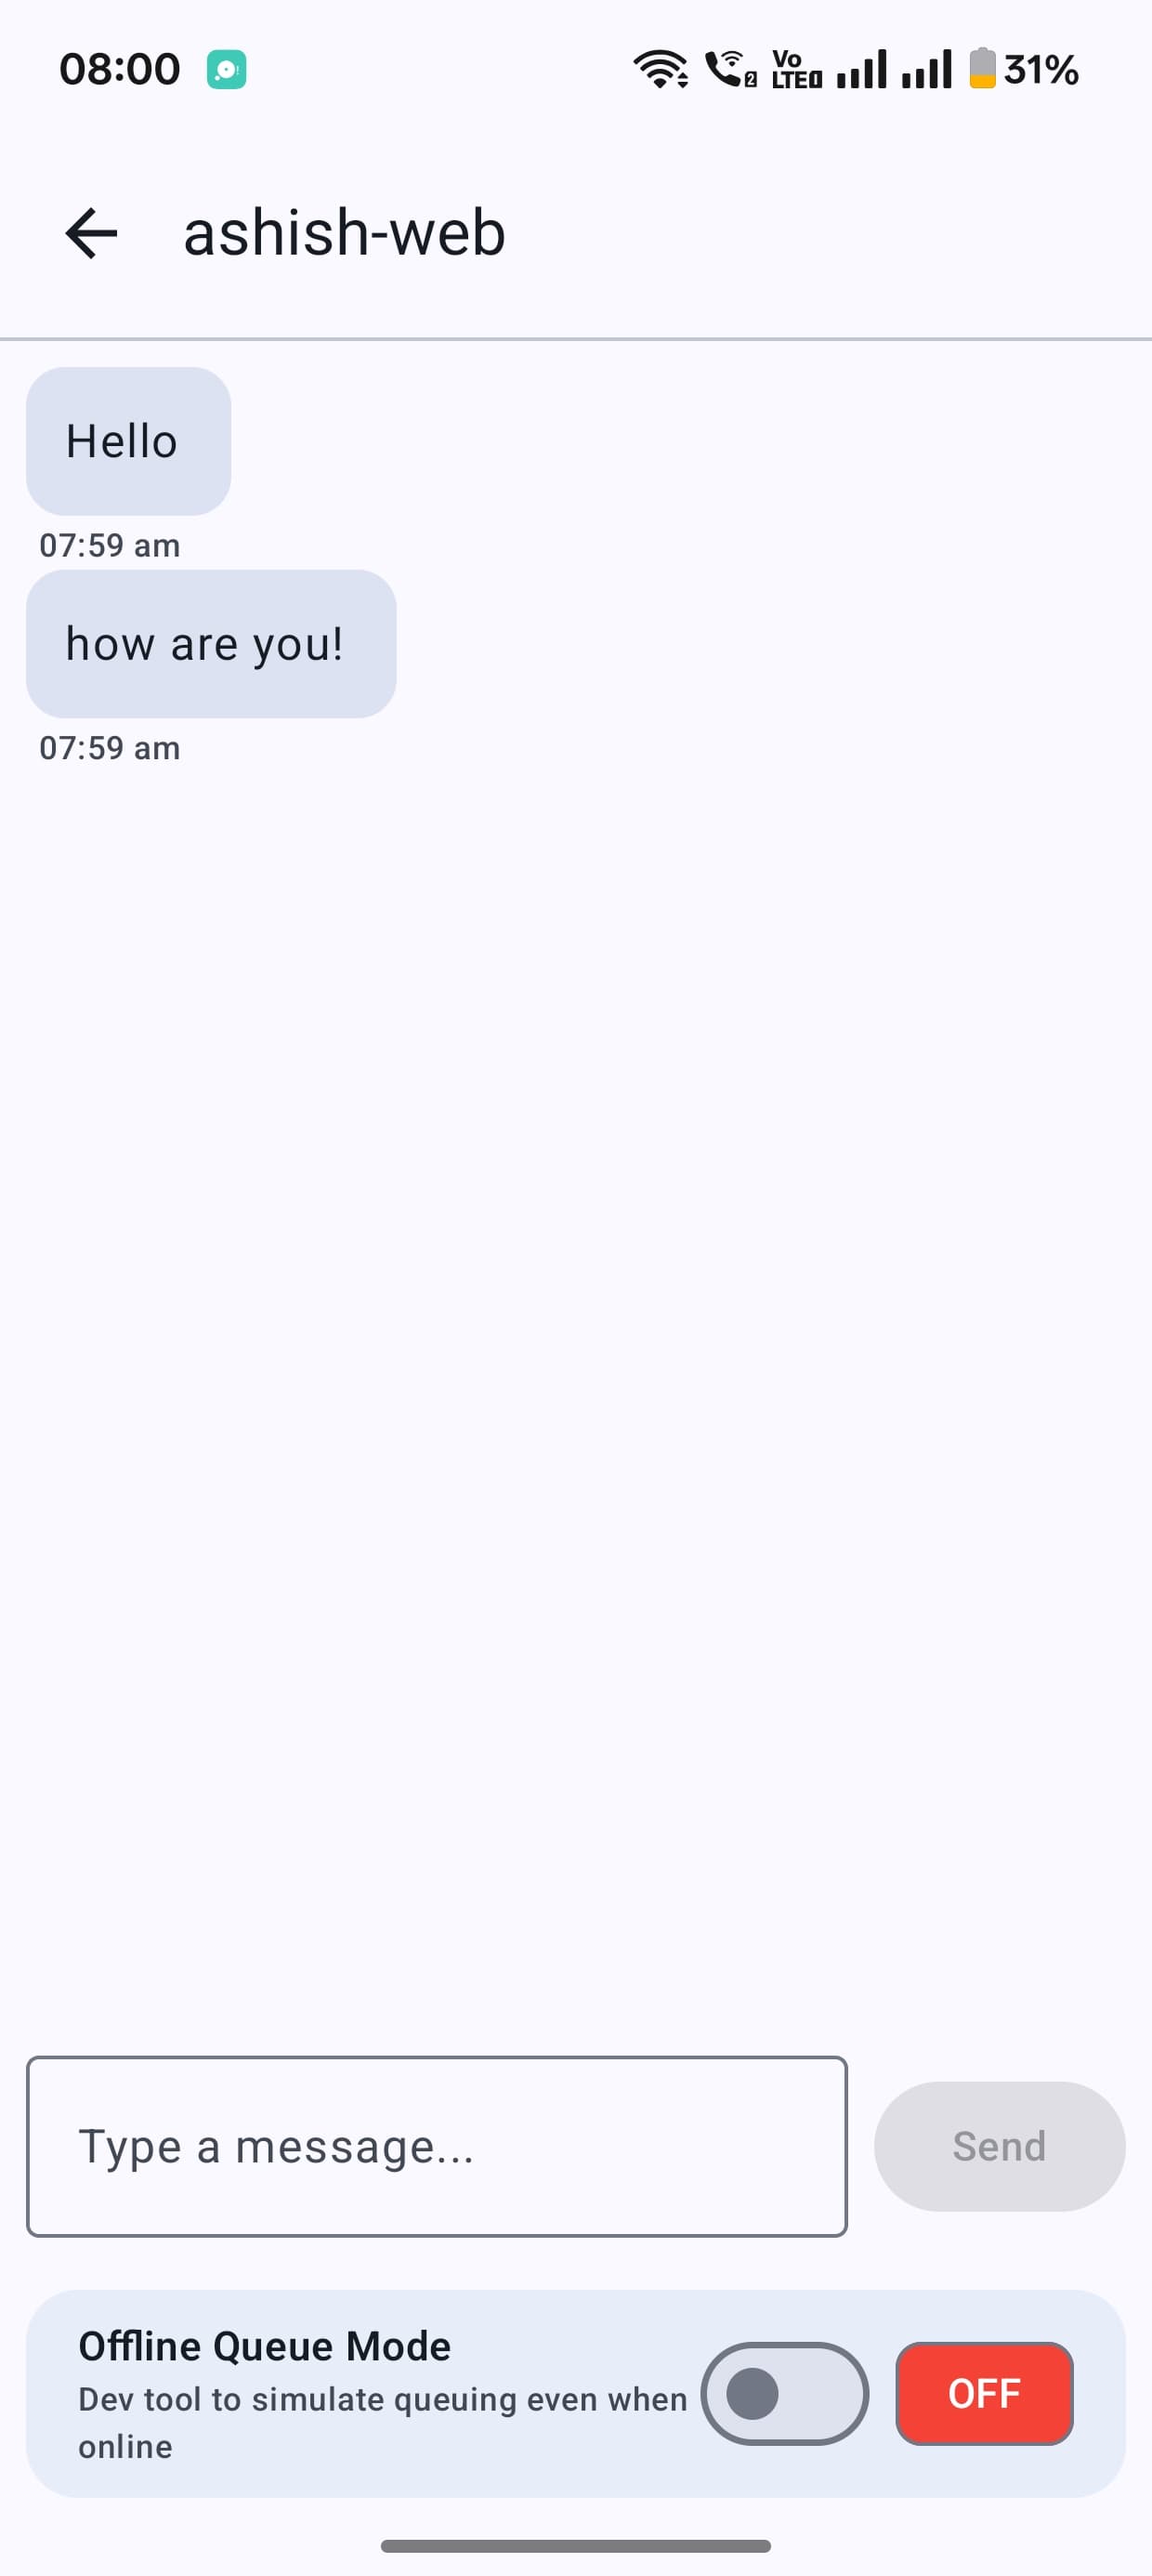 08:00
Vo
LTE 31%
ashish-web
Hello
07:59 am
how are you!
07:59 am
Type a message...
Send
Offline Queue Mode
Dev tool to simulate queuing even when
online
OFF